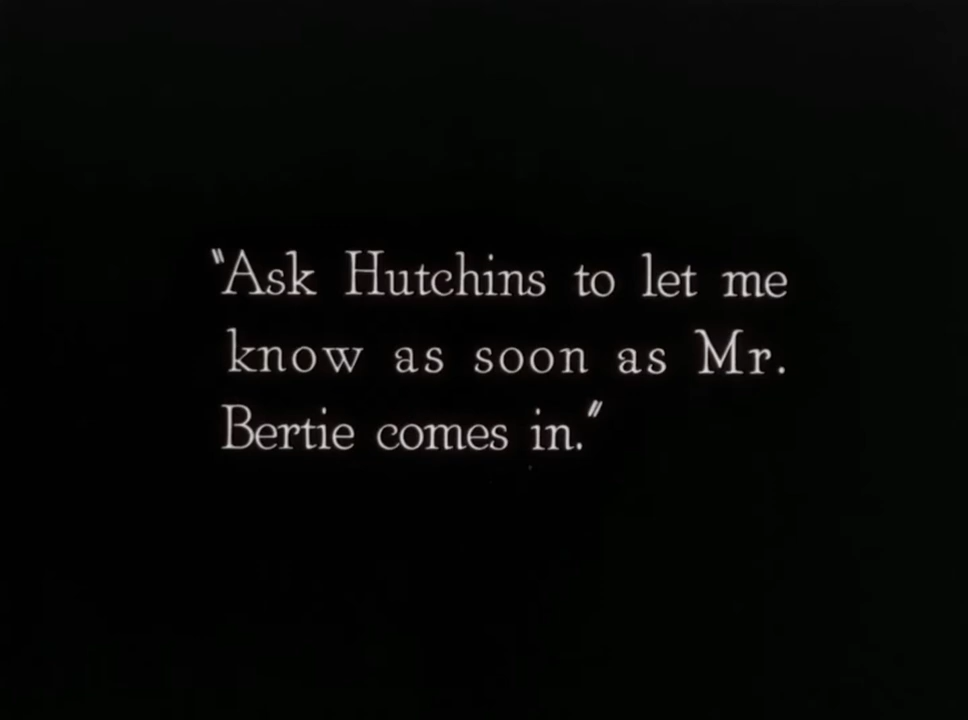 "Ask Hutchins to let me
know as soon as Mr.
Bertie comes in."